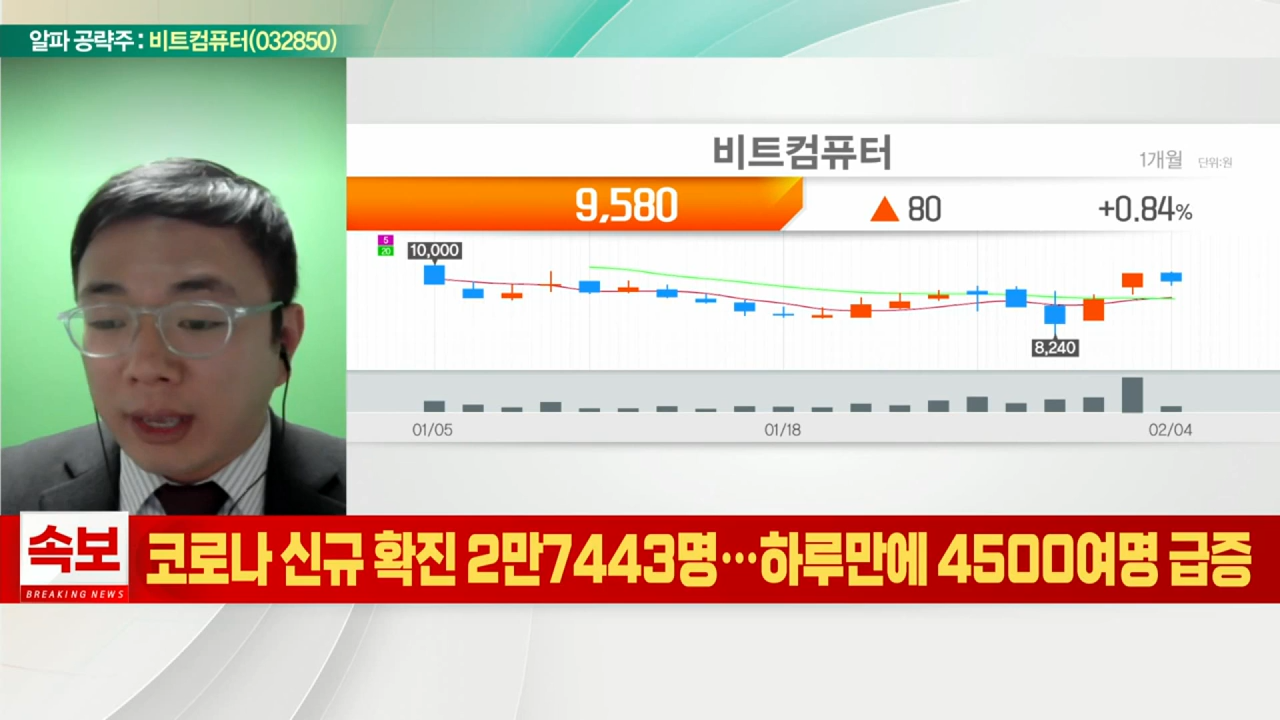 알파 공략주 : 비트컴퓨터(032850)
비트컴퓨터
1개월 단위:원
9,580 ▲ 80 +0.84%
5
20
10,000
8,240
01/05 01/18 02/04
속보
BREAKING NEWS
코로나 신규 확진 2만7443명…하루만에 4500여명 급증